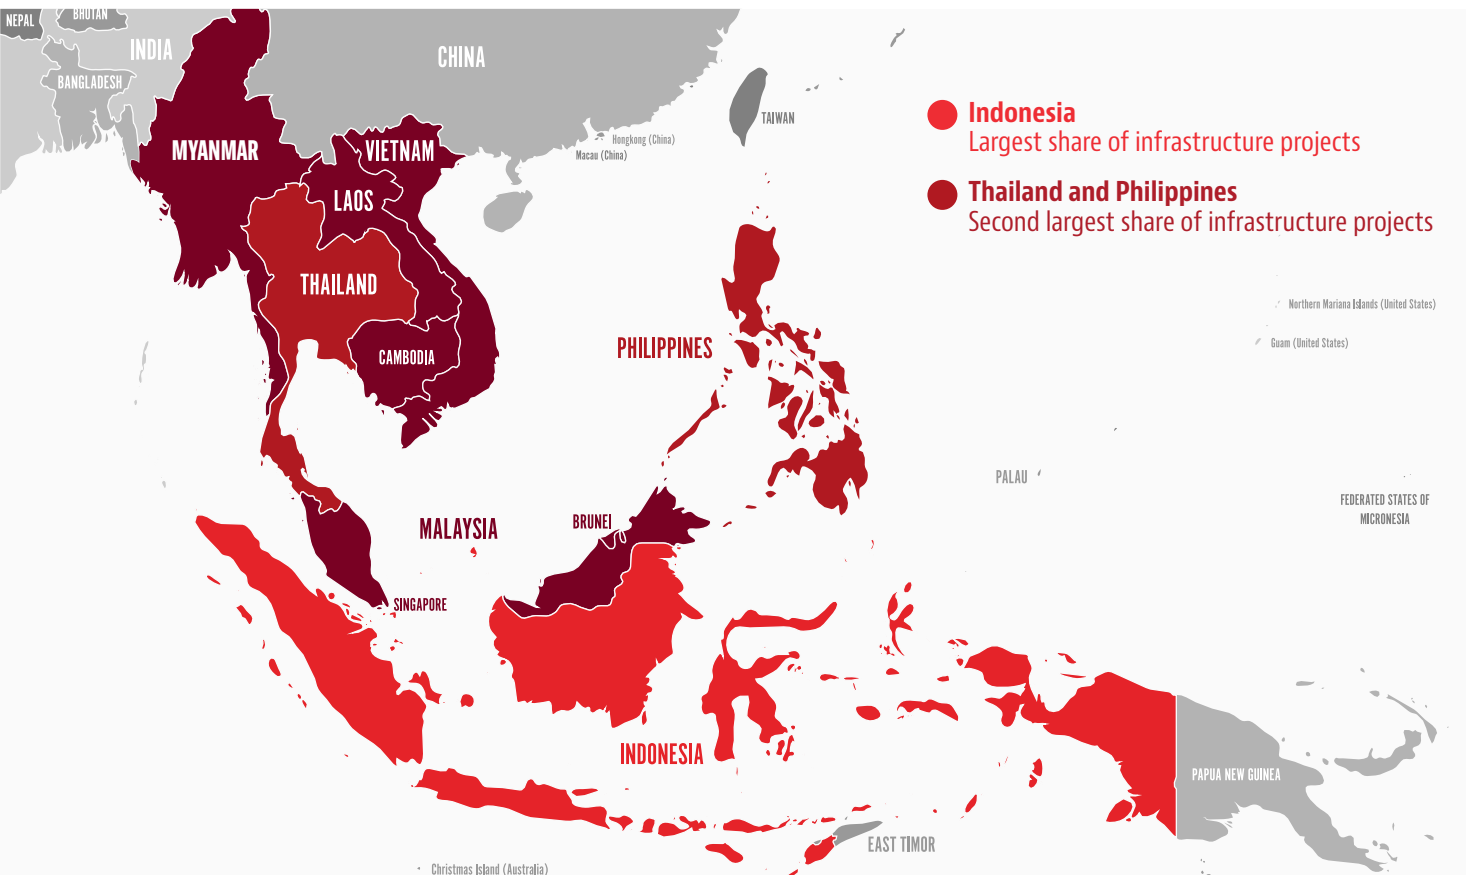 NEPAL
BHUTAN
INDIA
CHINA
BANGLADESH
TAIWAN
Indonesia
Largest share of infrastructure projects
Hongkong (China)
Macau (China)
MYANMAR
VIETNAM
LAOS
Thailand and Philippines
Second largest share of infrastructure projects
THAILAND
Northern Mariana Islands (United States)
Guam (United States)
PHILIPPINES
CAMBODIA
PALAU
FEDERATED STATES OF
MICRONESIA
MALAYSIA
BRUNEI
SINGAPORE
INDONESIA
PAPUA NEW GUINEA
EAST TIMOR
Christmas Island (Australia)